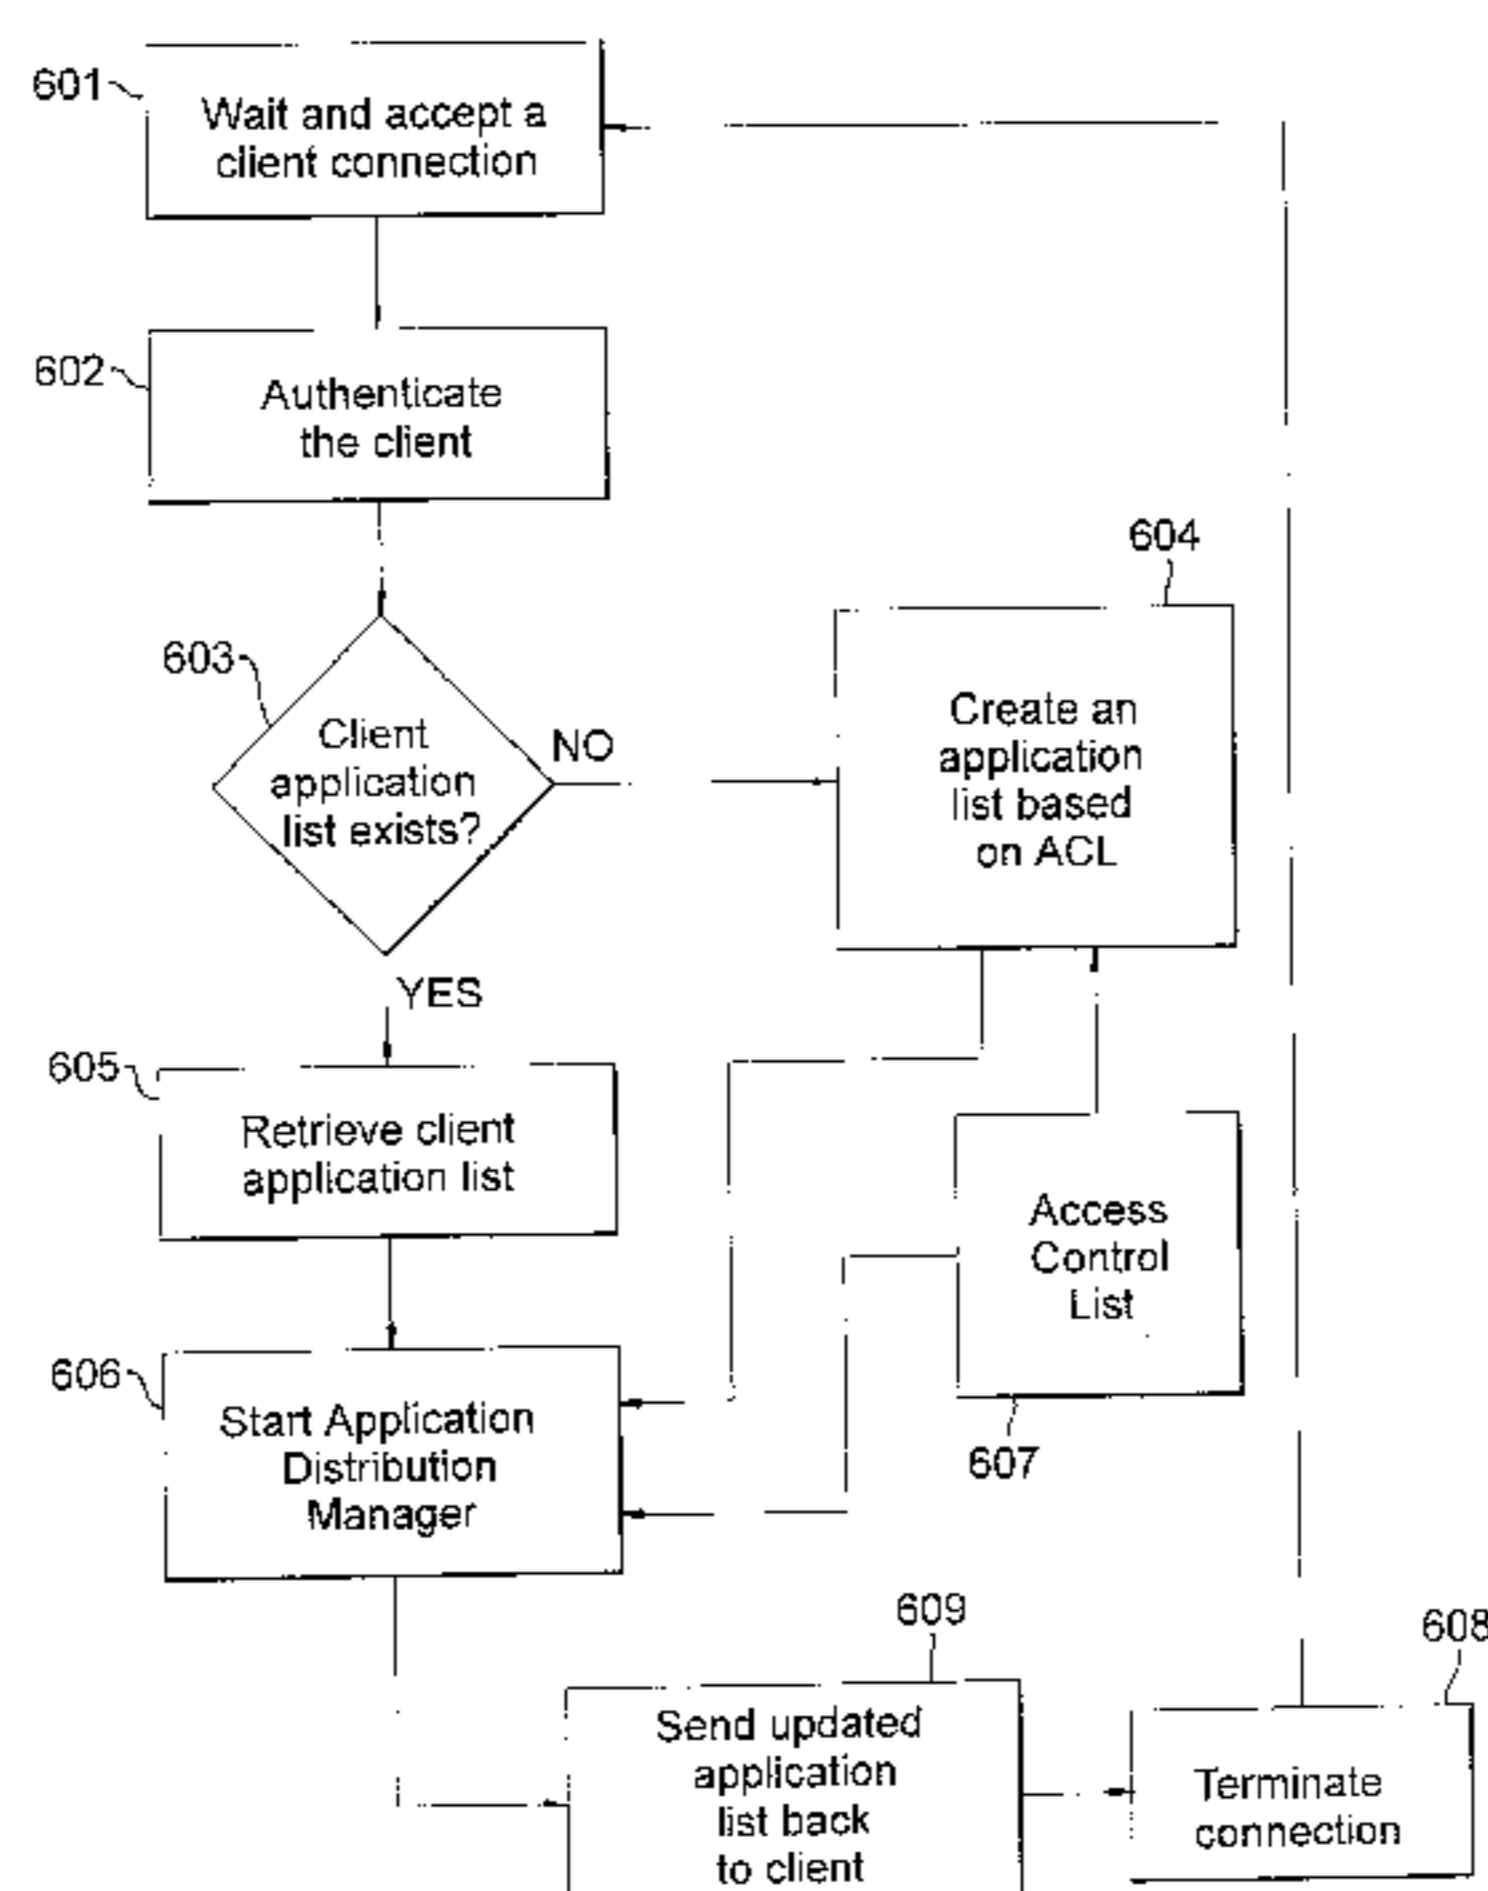 601
Wait and accept a
client connection
602
Authenticate
the client
603
Client
application
list exists?
NO
604
Create an
application
list based
on ACL
YES
605
Retrieve client
application list
606
Start Application
Distribution
Manager
Access
Control
List
607
609
Send updated
application
list back
to client
608
Terminate
connection